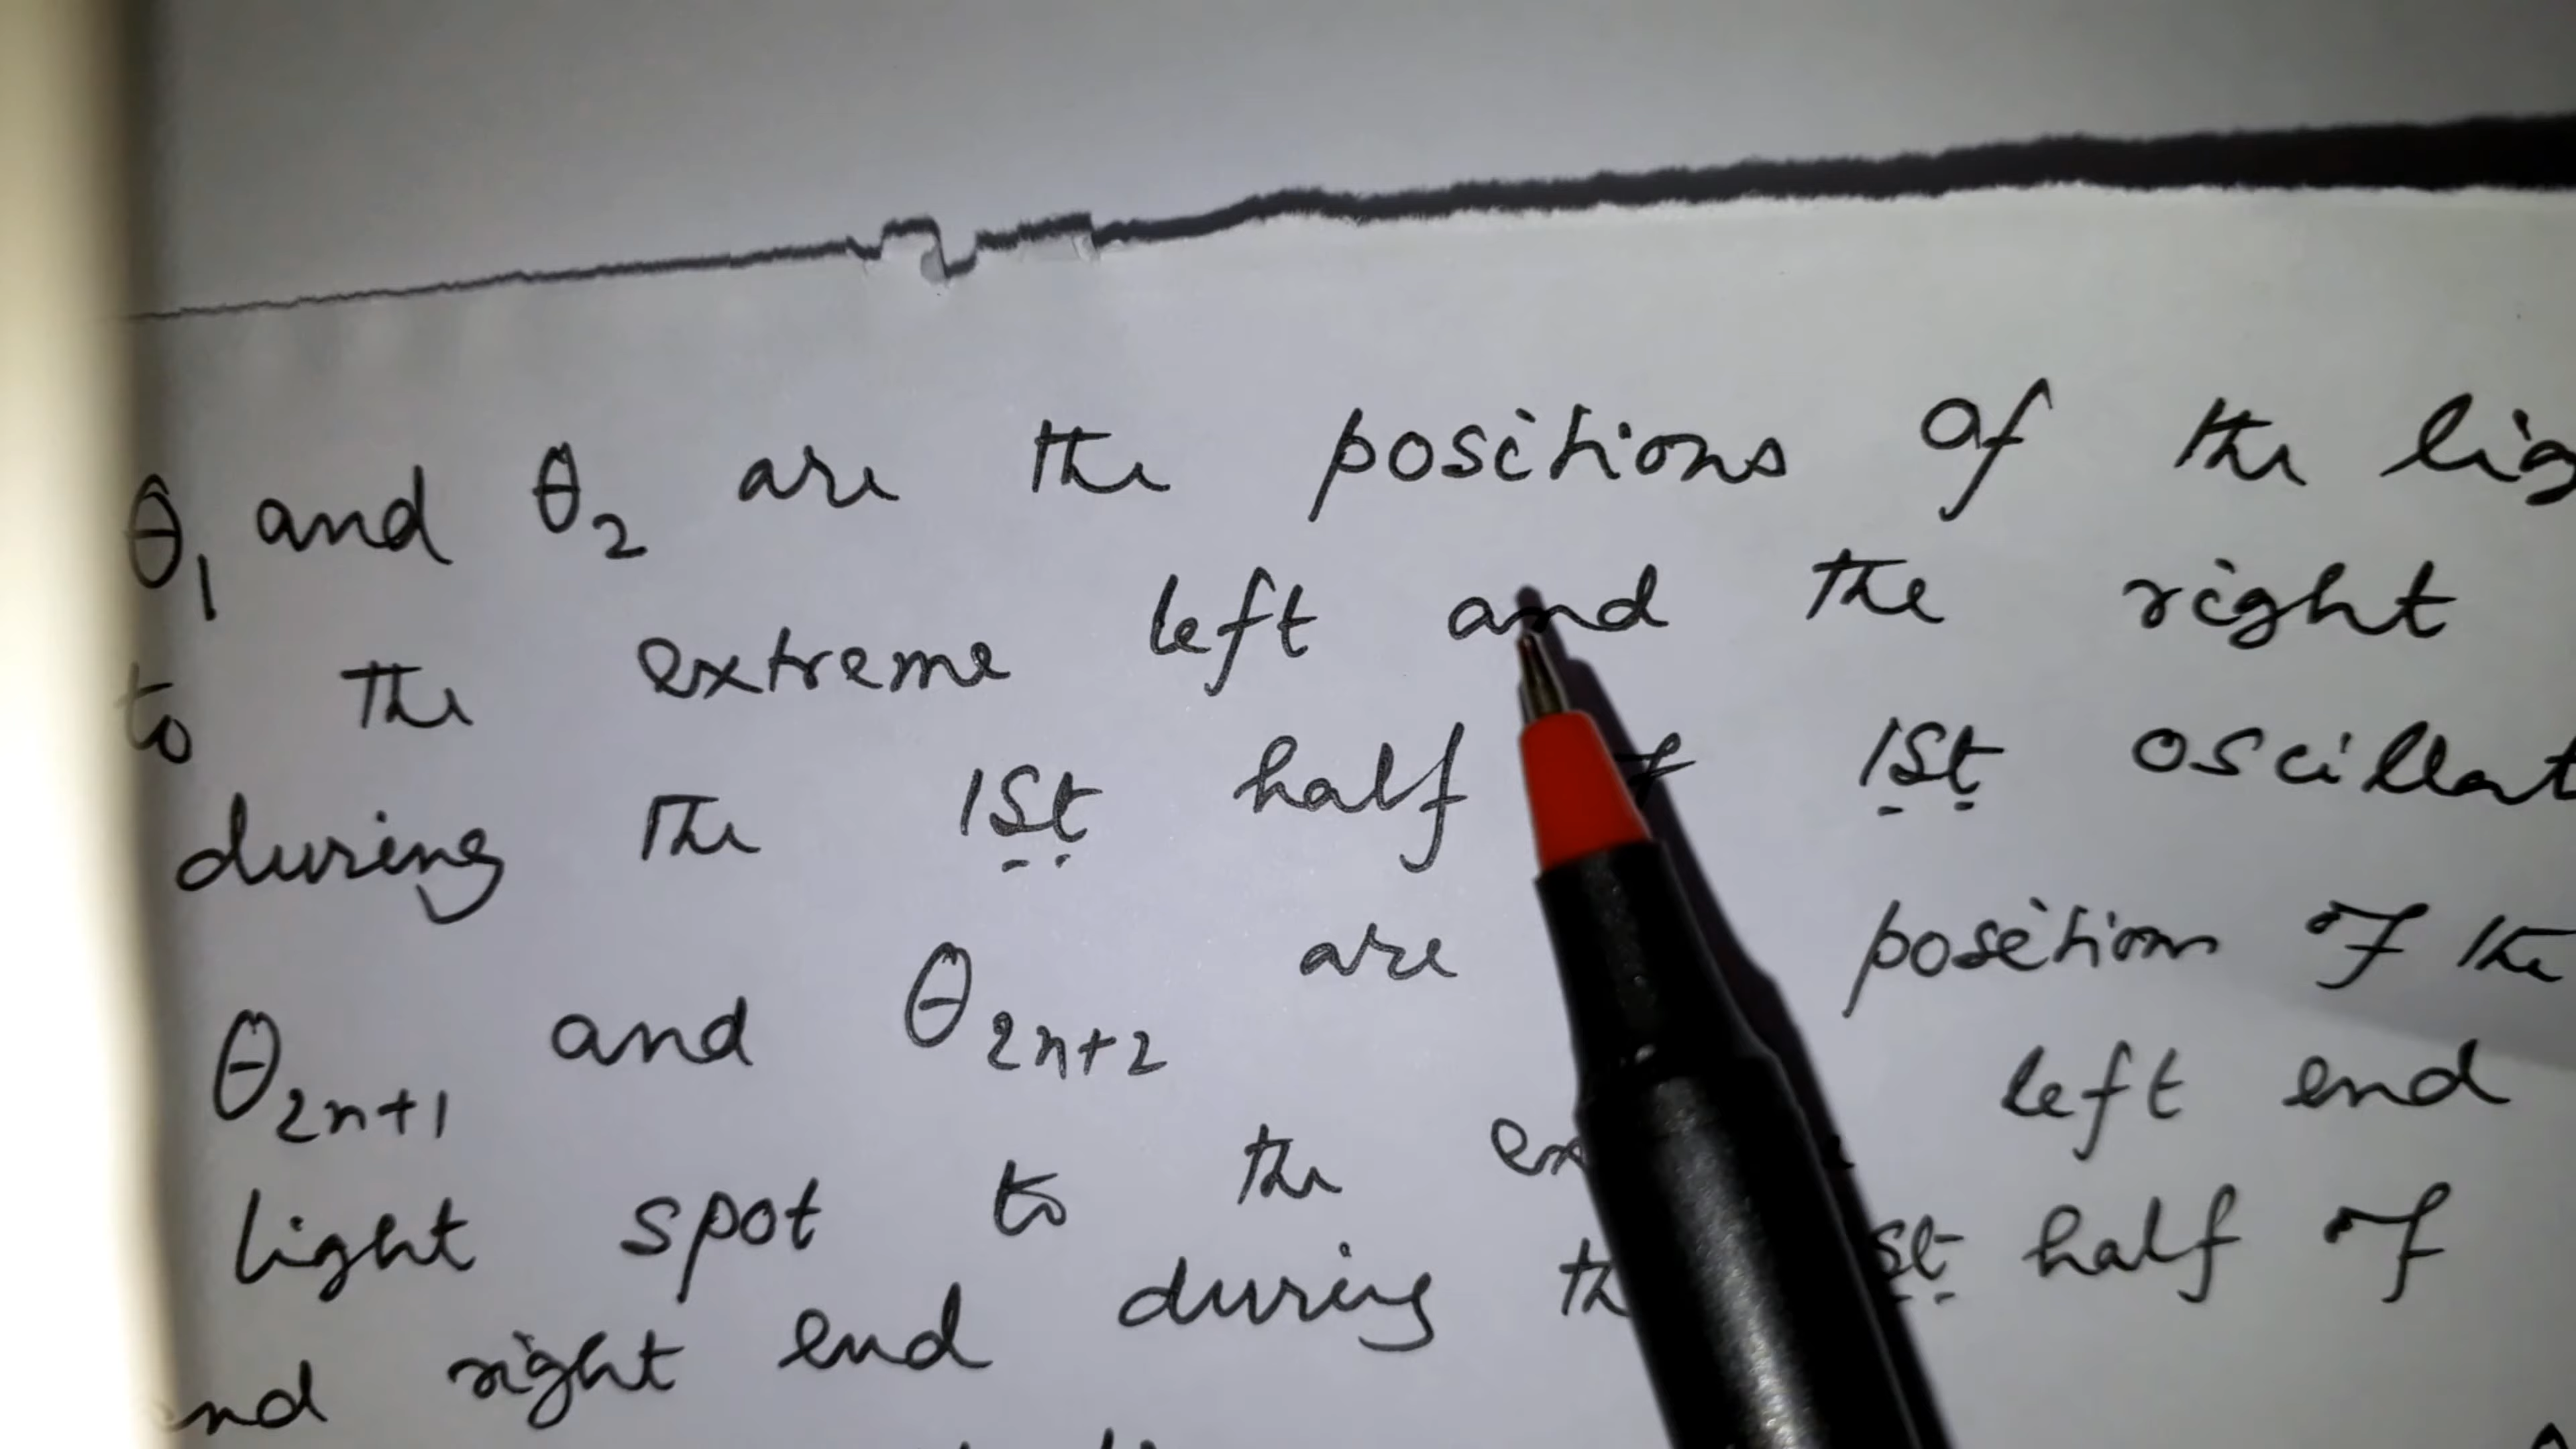 θ₁ and θ₂ are the positions of the lig
to the extreme left and the right
during the 1st half of 1st oscillat
θ₂ₙ₊₁ and θ₂ₙ₊₂ are position of the
light spot to the left end
and right end during half of